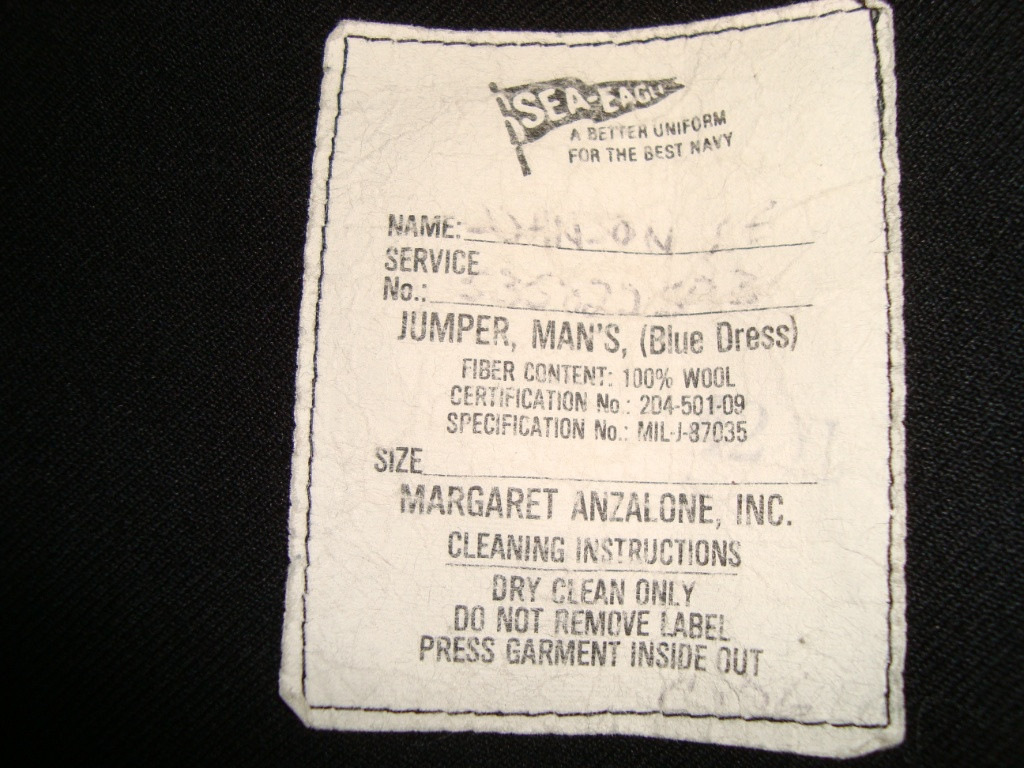 SEA-EAGLE
A BETTER UNIFORM
FOR THE BEST NAVY
NAME:
SERVICE
No.:
JUMPER, MAN'S, (Blue Dress)
FIBER CONTENT: 100% WOOL
CERTIFICATION No.: 204-501-09
SPECIFICATION No.: MIL-J-87035
SIZE
MARGARET ANZALONE, INC.
CLEANING INSTRUCTIONS
DRY CLEAN ONLY
DO NOT REMOVE LABEL
PRESS GARMENT INSIDE OUT